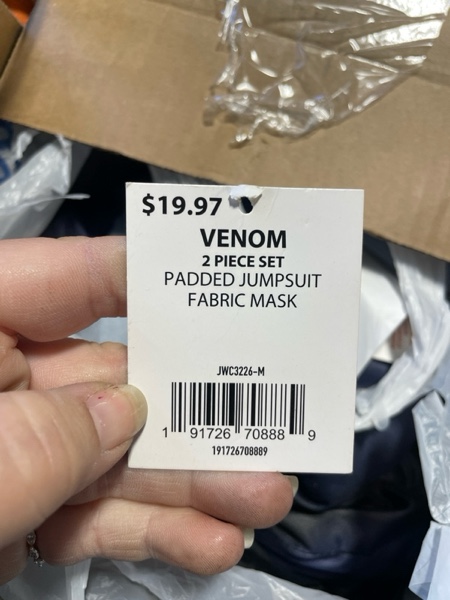 $19.97
VENOM
2 PIECE SET
PADDED JUMPSUIT
FABRIC MASK
JWC3226-M
1 91726 70888 9
191726708889